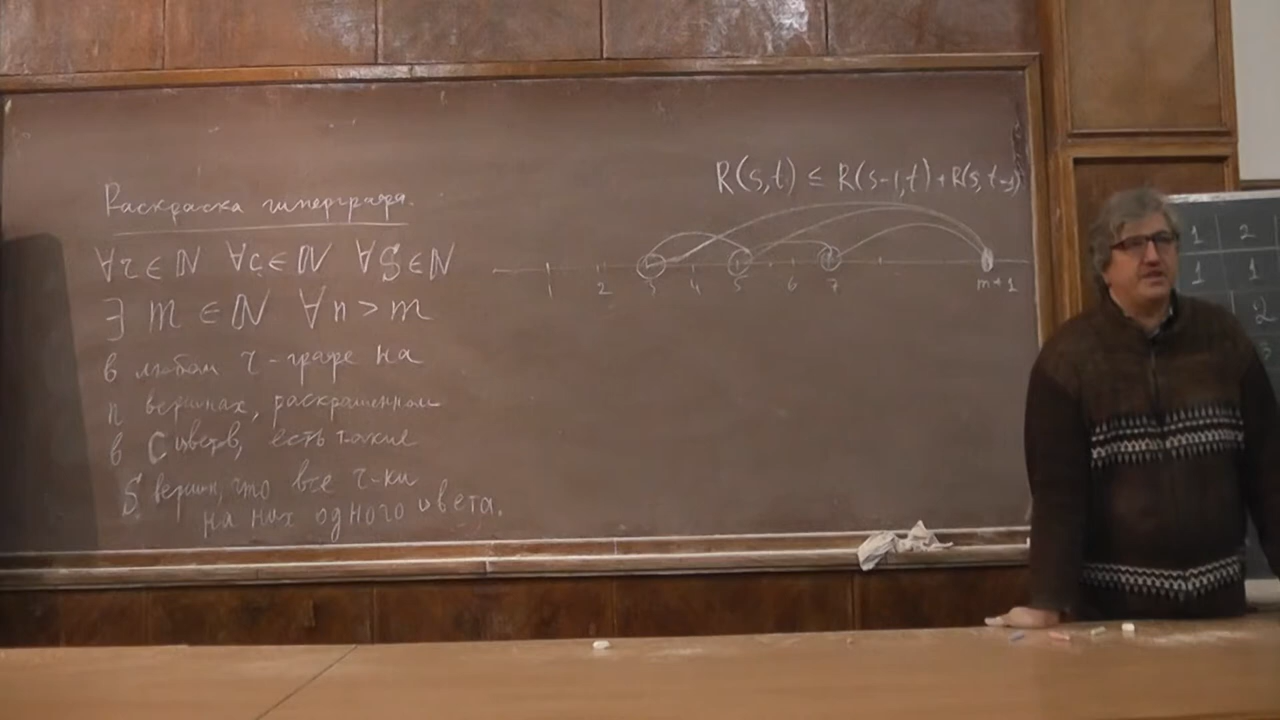 Раскраска гиперграфа.
∀r∈ℕ ∀c∈ℕ ∀S∈ℕ
∃ m∈ℕ ∀n>m
в любом r-графе на
n вершинах, раскрашенном
в C цветов, есть такие
S вершин, что все r-ки
на них одного цвета.
R(s,t) ≤ R(s-1,t)+R(s,t-1)
1 2 3 4 5 6 7 m+1
1 2
1 1
2
3